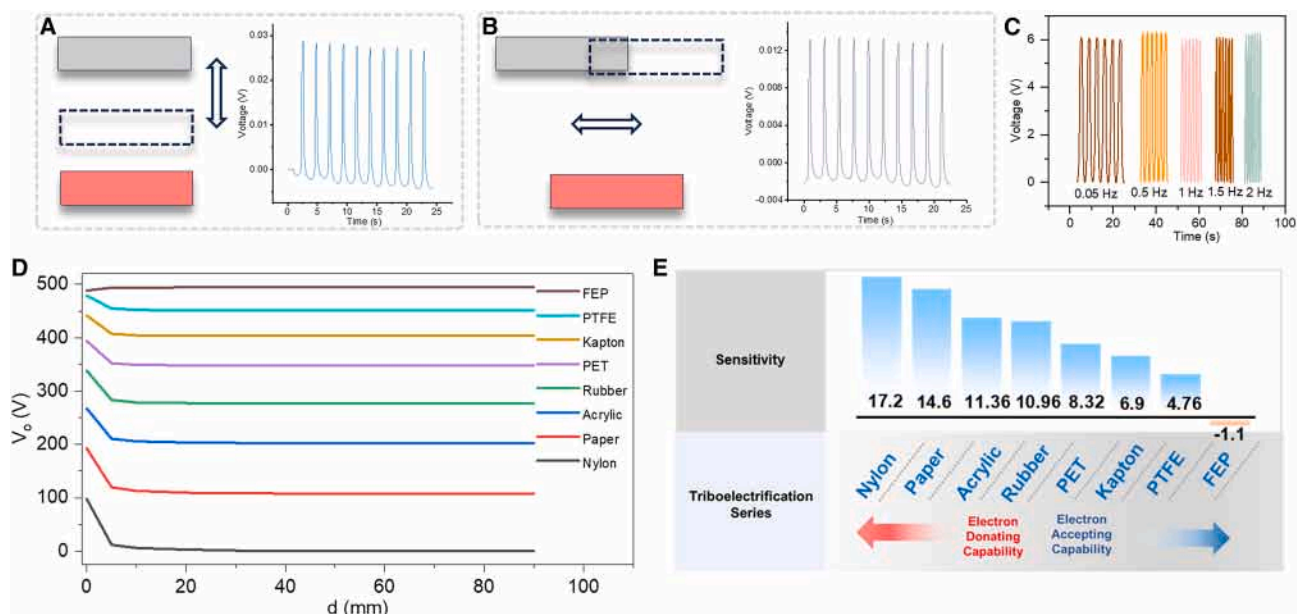 A
0.03
0.02
0.01
0.00
Voltage (V)
0
5
10
15
20
25
Time (s)
B
0.012
0.008
0.004
0.000
-0.004
Voltage (V)
0
5
10
15
20
25
Time (s)
C
6
4
2
0
Voltage (V)
0.05 Hz
0.5 Hz
1 Hz
1.5 Hz
2 Hz
0
20
40
60
80
100
Time (s)
D
500
400
300
200
100
0
Vo (V)
FEP
PTFE
Kapton
PET
Rubber
Acrylic
Paper
Nylon
0
20
40
60
80
100
d (mm)
E
Sensitivity
17.2
14.6
11.36
10.96
8.32
6.9
4.76
-1.1
Triboelectrification
Series
Nylon
Paper
Acrylic
Rubber
PET
Kapton
PTFE
FEP
Electron
Donating
Capability
Electron
Accepting
Capability